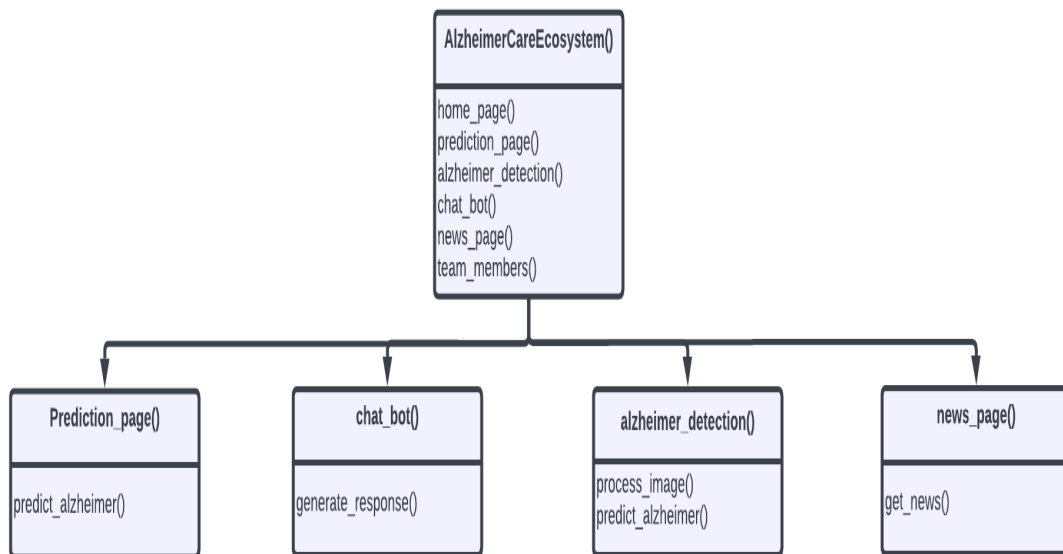 AlzheimerCareEcosystem()
home_page()
prediction_page()
alzheimer_detection()
chat_bot()
news_page()
team_members()
Prediction_page()
predict_alzheimer()
chat_bot()
generate_response()
alzheimer_detection()
process_image()
predict_alzheimer()
news_page()
get_news()